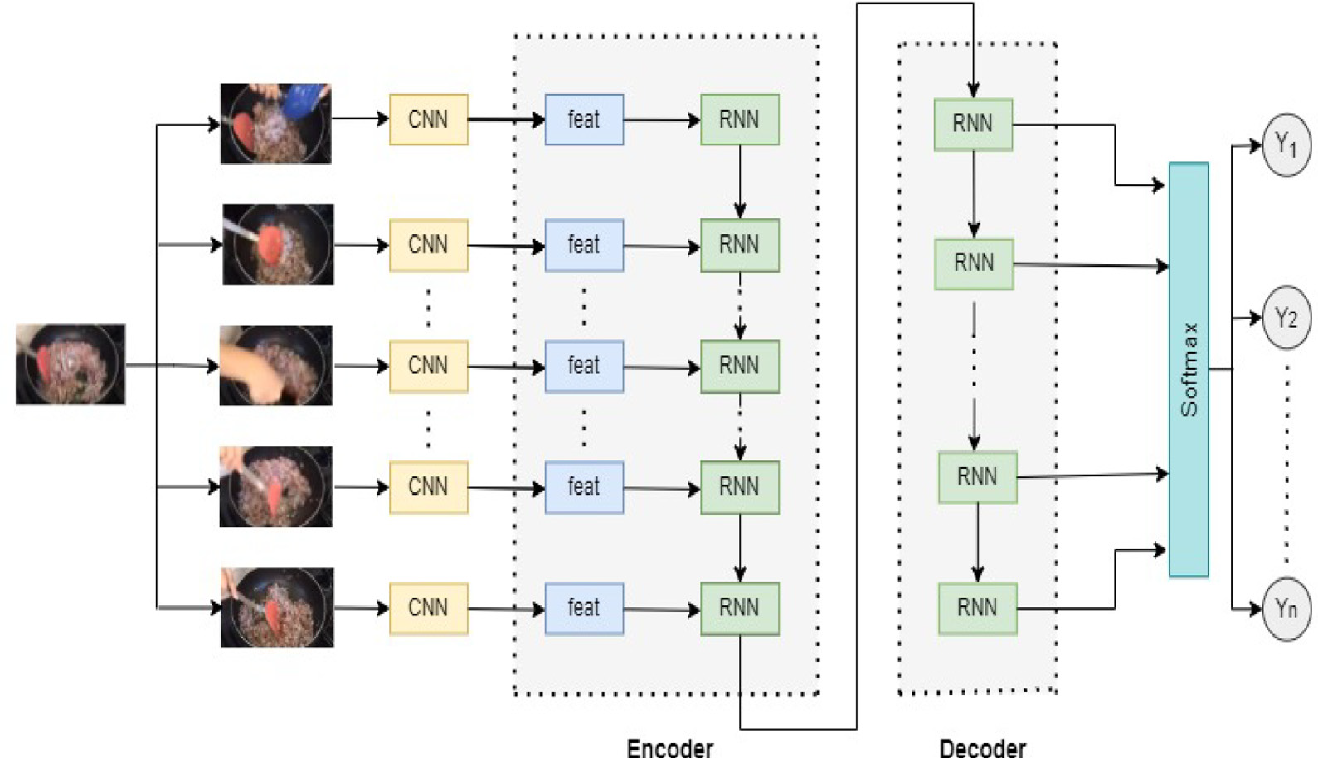 CNN feat RNN RNN Y1
CNN feat RNN RNN
CNN feat RNN Y2
Softmax
CNN feat RNN RNN
CNN feat RNN RNN Yn
Encoder Decoder